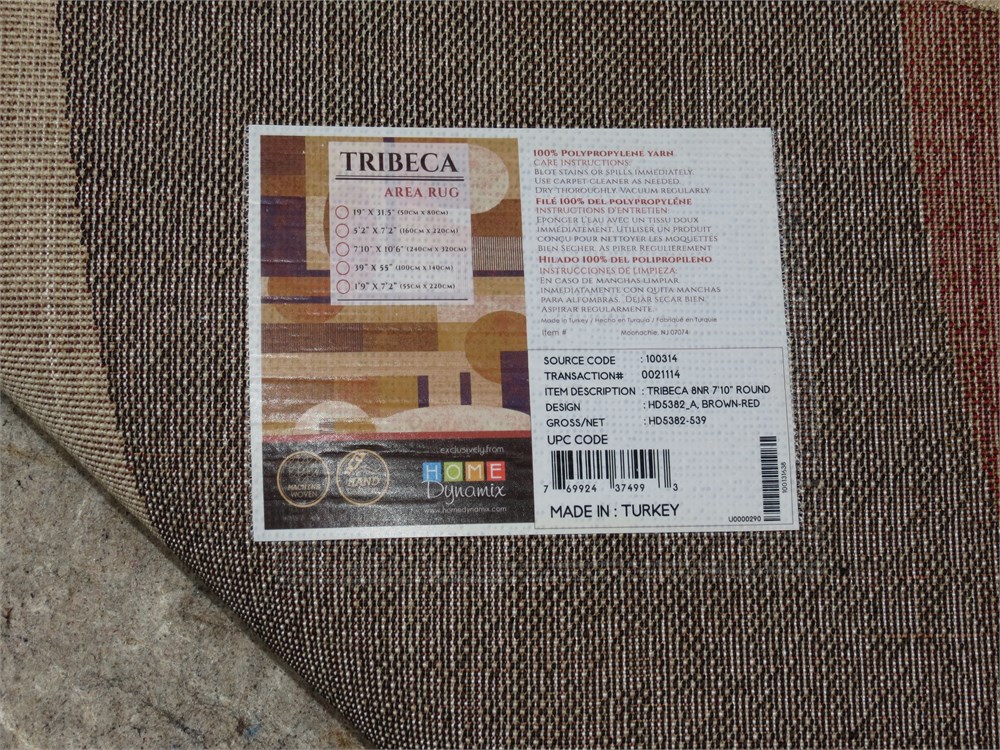 TRIBECA
AREA RUG
19" X 31.5" (50CM X 80CM)
5'2" X 7'2" (160CM X 220CM)
7'10" X 10'6" (240CM X 320CM)
39" X 55" (100CM X 140CM)
1'9" X 7'2" (55CM X 220CM)
exclusively from
HOME
Dynamix
www.homedynamix.com
MACHINE
WOVEN
HAND
100% POLYPROPYLENE YARN
CARE INSTRUCTIONS:
BLOT STAINS OR SPILLS IMMEDIATELY.
USE CARPET CLEANER AS NEEDED
DRY THOROUGHLY. VACUUM REGULARLY
FILÉ 100% DEL POLYPROPYLÉNE
INSTRUCTIONS D'ENTRETIEN
EPONGER L'EAU AVEC UN TISSU DOUX
IMMEDIATEMENT. UTILISER UN PRODUIT
CONÇU POUR NETTOYER LES MOQUETTES
BIEN SÉCHER, AS PIRER REGULIEREMENT
HILADO 100% DEL POLIPROPILENO
INSTRUCCIONES DE LIMPIEZA:
EN CASO DE MANCHAS:LIMPIAR
INMEDIATAMENTE CON QUITA MANCHAS
PARA ALFOMBRAS. DEJAR SECAR BIEN
ASPIRAR REGULARMENTE
Made in Turkey / Hecho en Turquia / Fabriqué en Turquie
Item # Moonachie, NJ 07074
SOURCE CODE : 100314
TRANSACTION# 0021114
ITEM DESCRIPTION : TRIBECA 8NR 7'10" ROUND
DESIGN : HD5382_A, BROWN-RED
GROSS/NET : HD5382-539
UPC CODE
7 69924 37499 3
MADE IN : TURKEY
U0000290